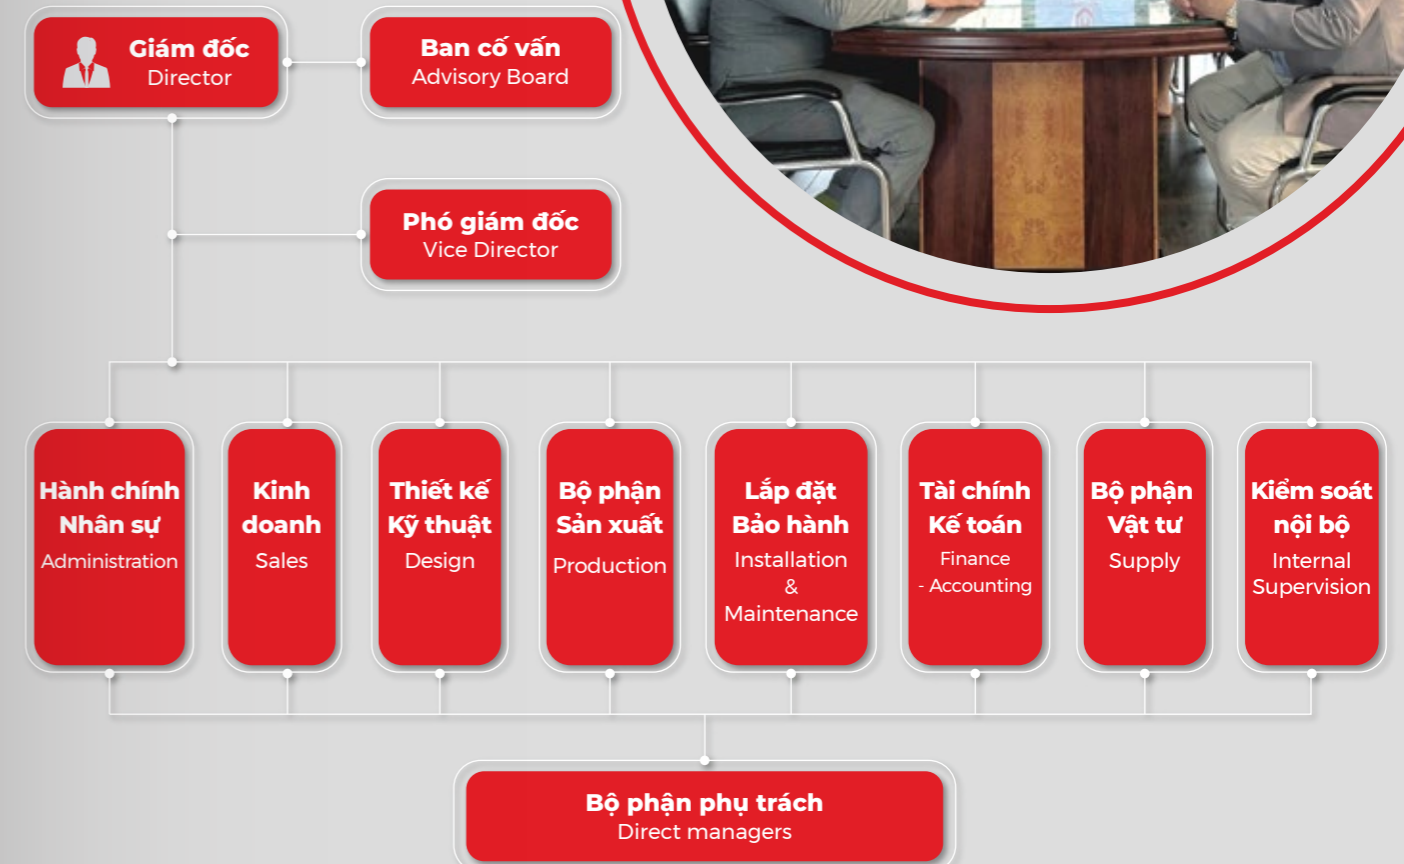 Giám đốc
Director
Ban cố vấn
Advisory Board
Phó giám đốc
Vice Director
Hành chính
Nhân sự
Administration
Kinh
doanh
Sales
Thiết kế
Kỹ thuật
Design
Bộ phận
Sản xuất
Production
Lắp đặt
Bảo hành
Installation
&
Maintenance
Tài chính
Kế toán
Finance
- Accounting
Bộ phận
Vật tư
Supply
Kiểm soát
nội bộ
Internal
Supervision
Bộ phận phụ trách
Direct managers